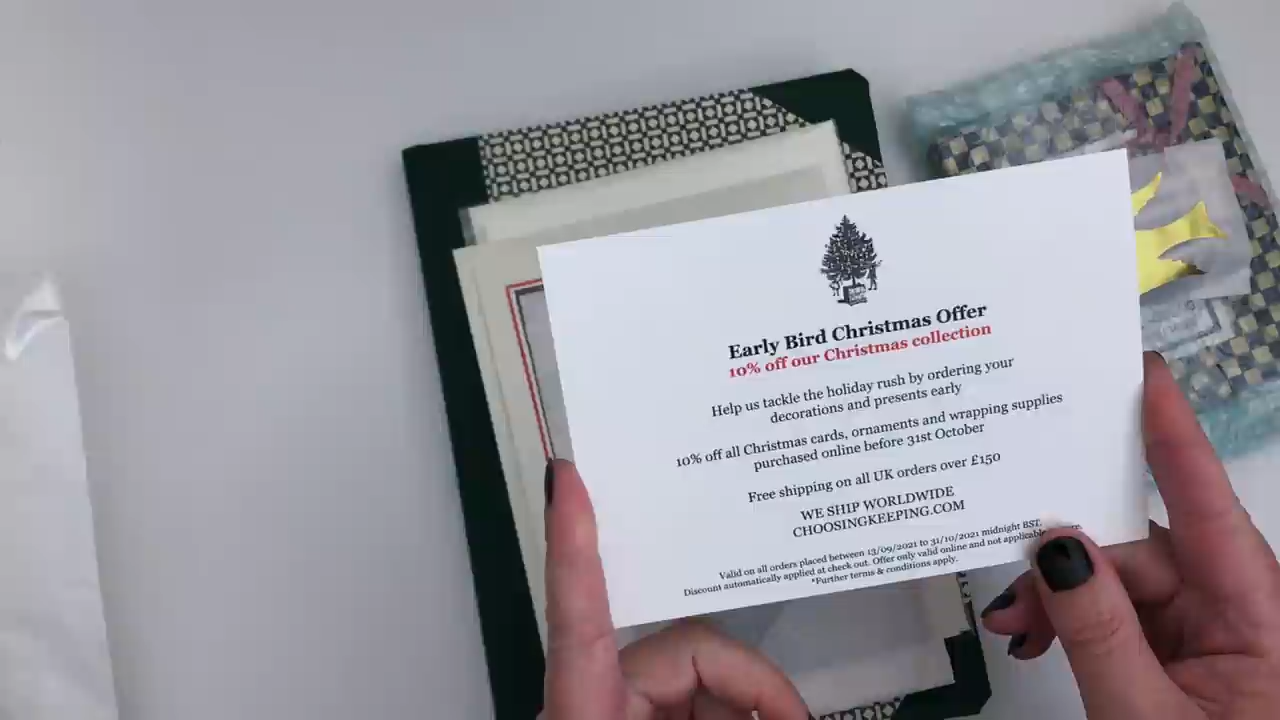 Early Bird Christmas Offer
10% off our Christmas collection
Help us tackle the holiday rush by ordering your
decorations and presents early
10% off all Christmas cards, ornaments and wrapping supplies
purchased online before 31st October
Free shipping on all UK orders over £150
WE SHIP WORLDWIDE
CHOOSINGKEEPING.COM
Valid on all orders placed between 13/09/2021 to 31/10/2021 midnight BST.
Discount automatically applied at check out. Offer only valid online and not applicable
*Further terms & conditions apply.